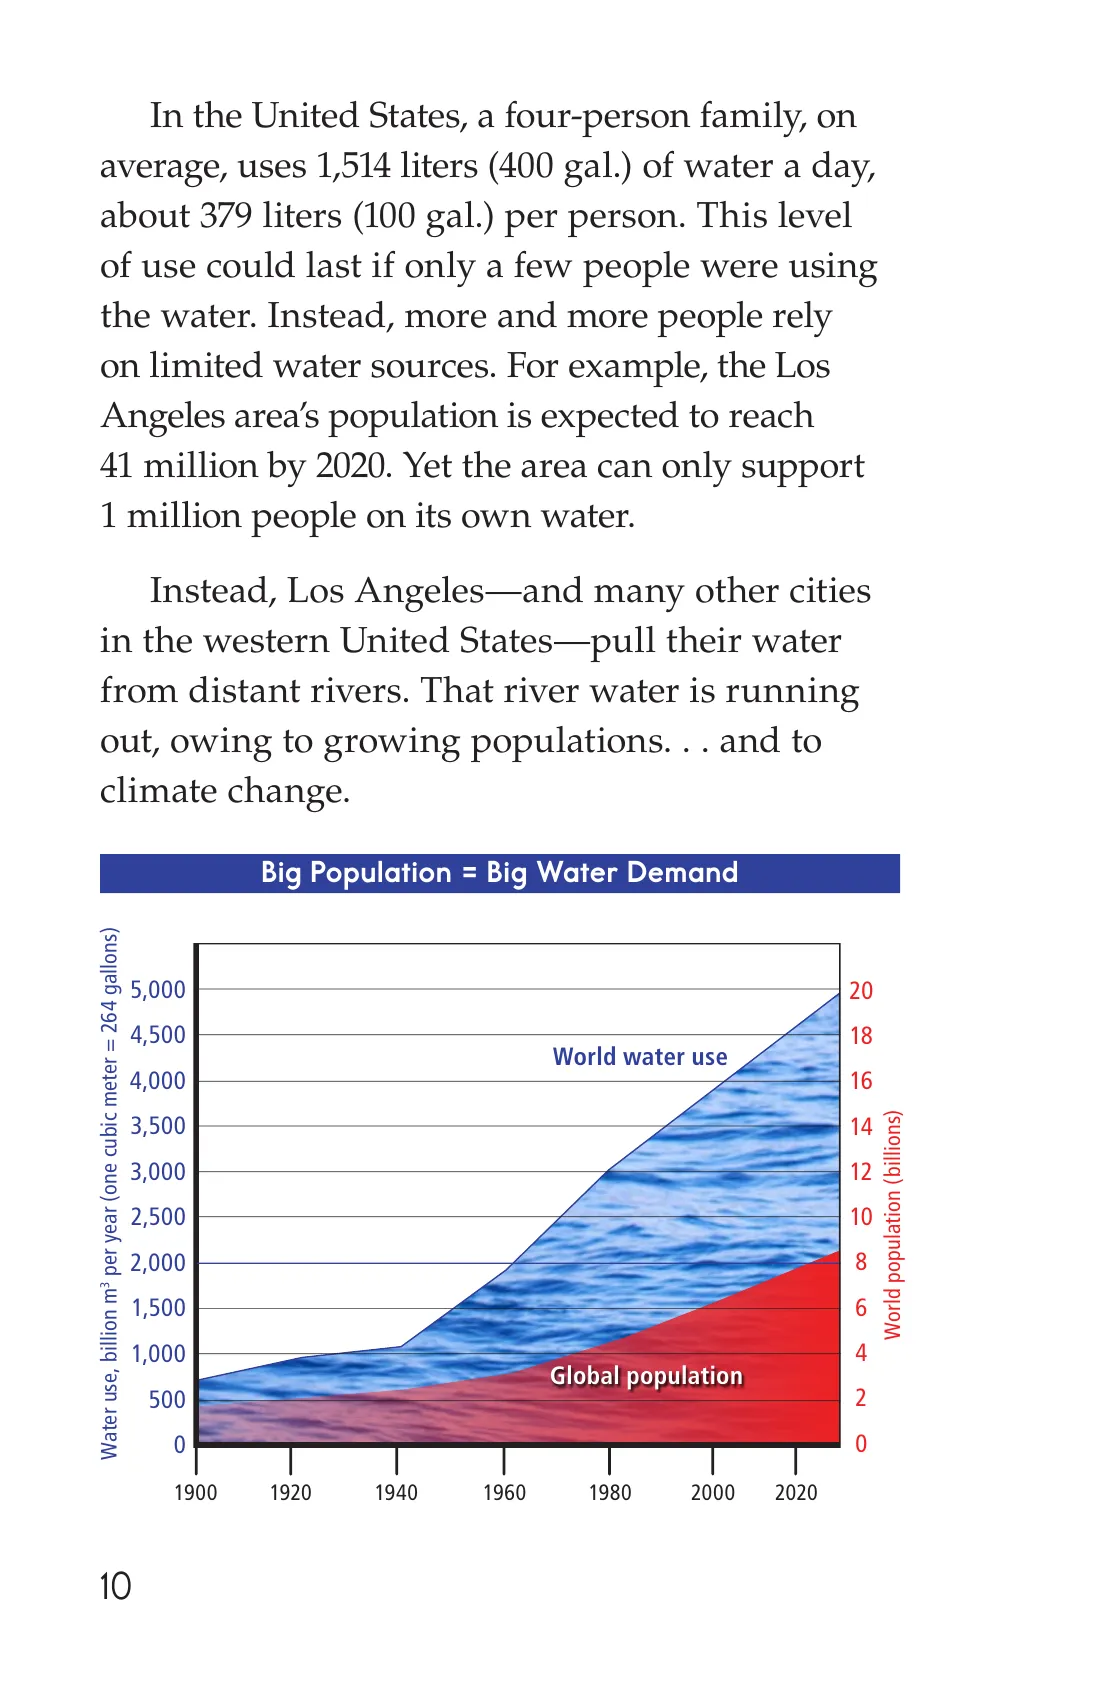 In the United States, a four-person family, on
average, uses 1,514 liters (400 gal.) of water a day,
about 379 liters (100 gal.) per person. This level
of use could last if only a few people were using
the water. Instead, more and more people rely
on limited water sources. For example, the Los
Angeles area’s population is expected to reach
41 million by 2020. Yet the area can only support
1 million people on its own water.
Instead, Los Angeles—and many other cities
in the western United States—pull their water
from distant rivers. That river water is running
out, owing to growing populations. . . and to
climate change.
Big Population = Big Water Demand
Water use, billion m³ per year (one cubic meter = 264 gallons)
5,000
4,500
4,000
3,500
3,000
2,500
2,000
1,500
1,000
500
0
World water use
Global population
20
18
16
14
12
10
8
6
4
2
0
World population (billions)
1900 1920 1940 1960 1980 2000 2020
10